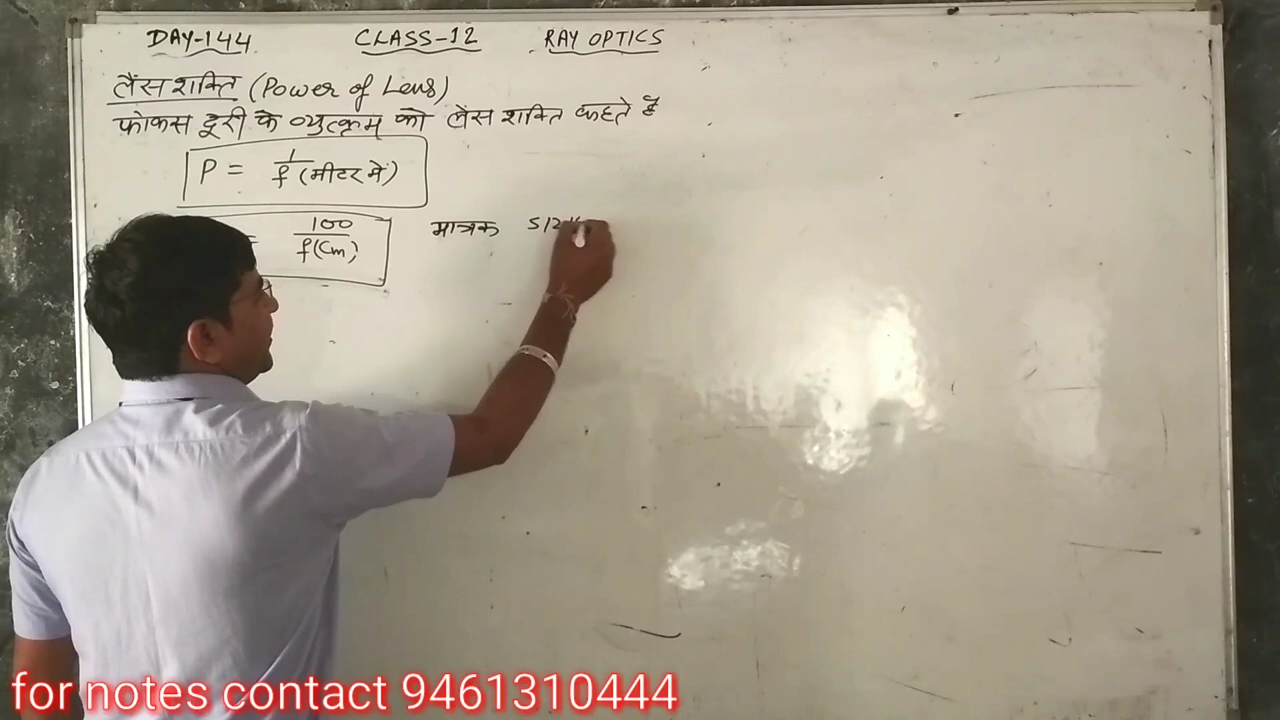 DAY-144 CLASS-12 RAY OPTICS
लेंस शक्ति (Power of Lens)
फोकस दूरी के व्युत्क्रम को लेंस शक्ति कहते है
P = 1/f (मीटर में)
= 100/f(Cm)
मात्रक
for notes contact 9461310444